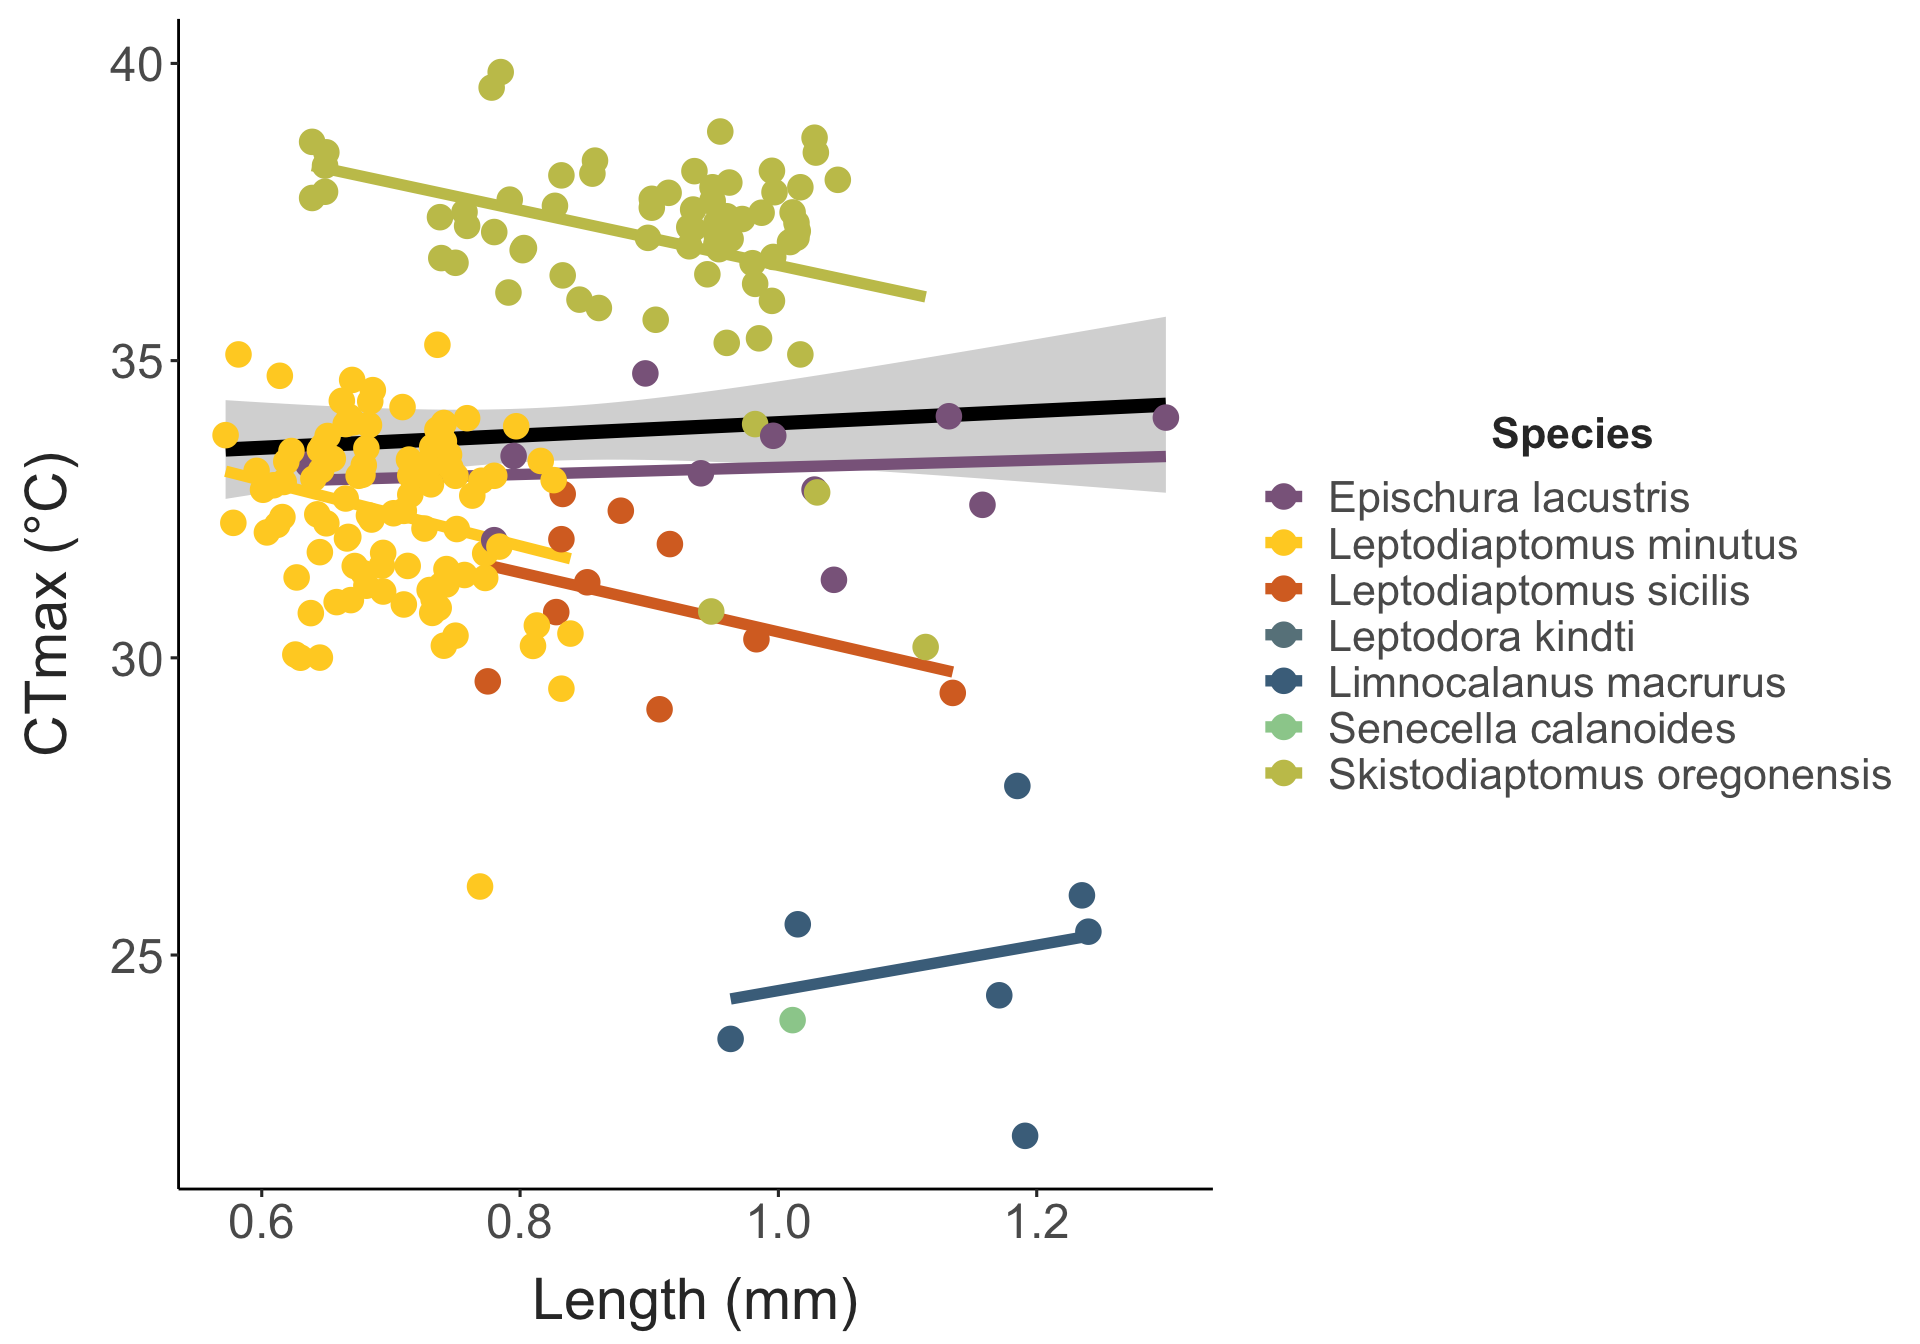 40
35
30
25
CTmax (°C)
0.6 0.8 1.0 1.2
Length (mm)
Species
Epischura lacustris
Leptodiaptomus minutus
Leptodiaptomus sicilis
Leptodora kindti
Limnocalanus macrurus
Senecella calanoides
Skistodiaptomus oregonensis